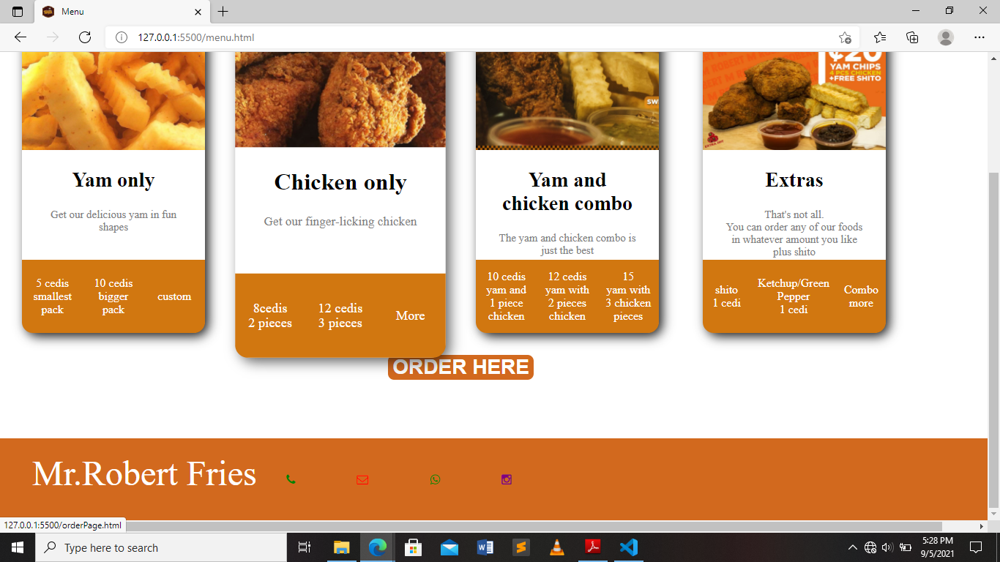 Menu
127.0.0.1:5500/menu.html
¢20
YAM CHIPS
4 PCS CHICKEN
+FREE SHITO
Yam only
Get our delicious yam in fun
shapes
5 cedis
smallest
pack
10 cedis
bigger
pack
custom
Chicken only
Get our finger-licking chicken
8cedis
2 pieces
12 cedis
3 pieces
More
Yam and
chicken combo
The yam and chicken combo is
just the best
10 cedis
yam and
1 piece
chicken
12 cedis
yam with
2 pieces
chicken
15
yam with
3 chicken
pieces
Extras
That's not all.
You can order any of our foods
in whatever amount you like
plus shito
shito
1 cedi
Ketchup/Green
Pepper
1 cedi
Combo
more
ORDER HERE
Mr.Robert Fries
127.0.0.1:5500/orderPage.html
Type here to search
5:28 PM
9/5/2021